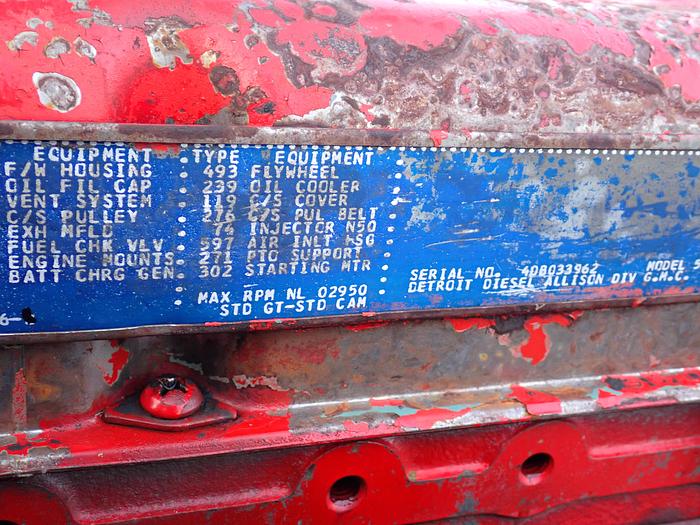 EQUIPMENT TYPE EQUIPMENT
F/W HOUSING 493 FLYWHEEL
OIL FIL CAP 239 OIL COOLER
VENT SYSTEM 119 C/S COVER
C/S PULLEY 276 C/S PUL BELT
EXH MFLD 74 INJECTOR N50
FUEL CHK VLV 597 AIR INLT HSG
ENGINE MOUNTS 271 PTO SUPPORT
BATT CHRG GEN 302 STARTING MTR
MAX RPM NL 02950
STD GT-STD CAM
SERIAL NO. 4D8033962 MODEL 5
DETROIT DIESEL ALLISON DIV G.M.C.
6-